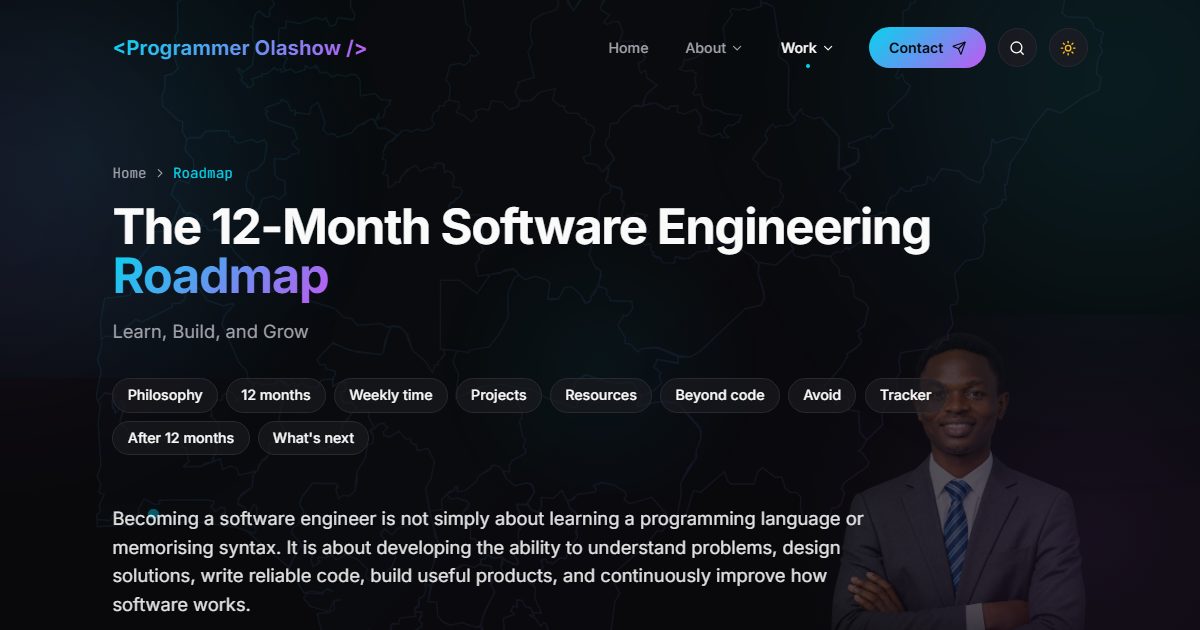 <Programmer Olashow />
Home About Work Contact
Home > Roadmap
The 12-Month Software Engineering
Roadmap
Learn, Build, and Grow
Philosophy 12 months Weekly time Projects Resources Beyond code Avoid Tracker
After 12 months What's next
Becoming a software engineer is not simply about learning a programming language or
memorising syntax. It is about developing the ability to understand problems, design
solutions, write reliable code, build useful products, and continuously improve how
software works.